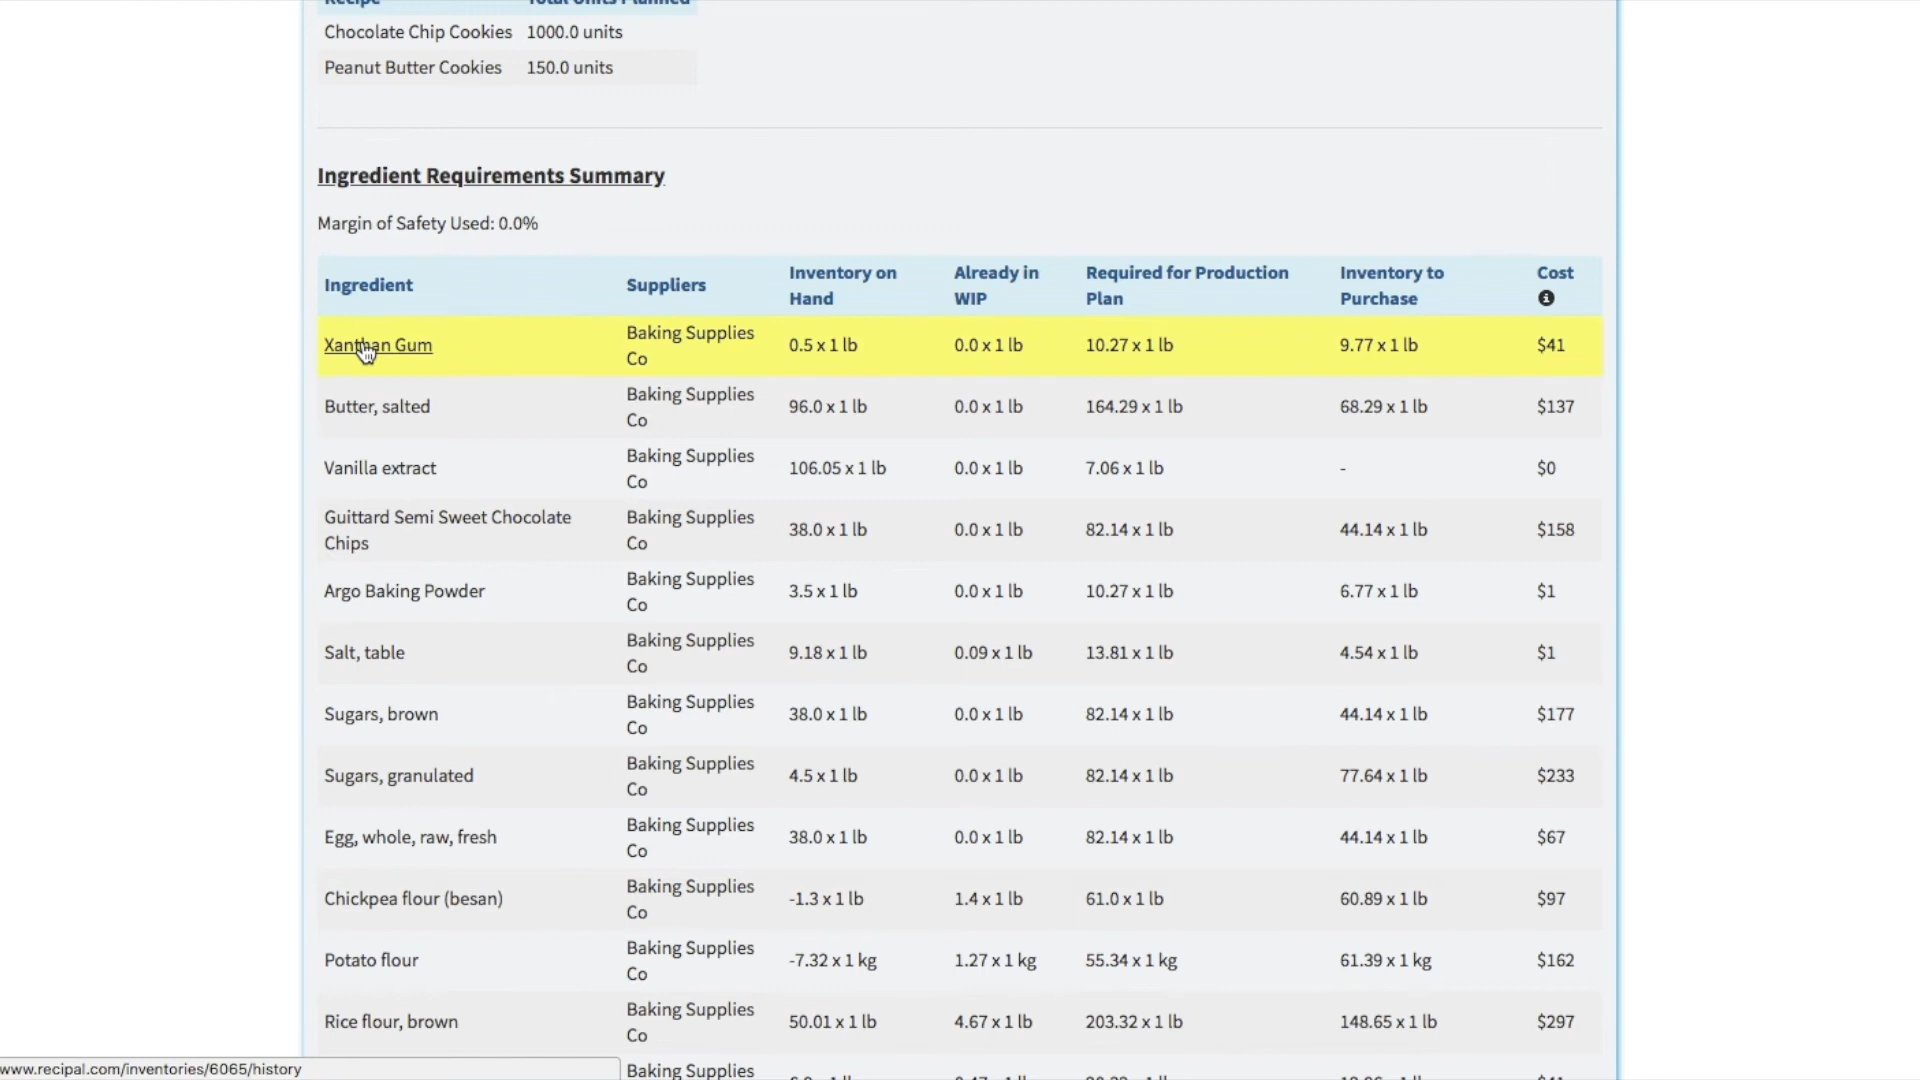 Recipe Total Units Planned
Chocolate Chip Cookies 1000.0 units
Peanut Butter Cookies 150.0 units
Ingredient Requirements Summary
Margin of Safety Used: 0.0%
Ingredient Suppliers Inventory on Hand Already in WIP Required for Production Plan Inventory to Purchase Cost
Xanthan Gum Baking Supplies Co 0.5 x 1 lb 0.0 x 1 lb 10.27 x 1 lb 9.77 x 1 lb $41
Butter, salted Baking Supplies Co 96.0 x 1 lb 0.0 x 1 lb 164.29 x 1 lb 68.29 x 1 lb $137
Vanilla extract Baking Supplies Co 106.05 x 1 lb 0.0 x 1 lb 7.06 x 1 lb - $0
Guittard Semi Sweet Chocolate Chips Baking Supplies Co 38.0 x 1 lb 0.0 x 1 lb 82.14 x 1 lb 44.14 x 1 lb $158
Argo Baking Powder Baking Supplies Co 3.5 x 1 lb 0.0 x 1 lb 10.27 x 1 lb 6.77 x 1 lb $1
Salt, table Baking Supplies Co 9.18 x 1 lb 0.09 x 1 lb 13.81 x 1 lb 4.54 x 1 lb $1
Sugars, brown Baking Supplies Co 38.0 x 1 lb 0.0 x 1 lb 82.14 x 1 lb 44.14 x 1 lb $177
Sugars, granulated Baking Supplies Co 4.5 x 1 lb 0.0 x 1 lb 82.14 x 1 lb 77.64 x 1 lb $233
Egg, whole, raw, fresh Baking Supplies Co 38.0 x 1 lb 0.0 x 1 lb 82.14 x 1 lb 44.14 x 1 lb $67
Chickpea flour (besan) Baking Supplies Co -1.3 x 1 lb 1.4 x 1 lb 61.0 x 1 lb 60.89 x 1 lb $97
Potato flour Baking Supplies Co -7.32 x 1 kg 1.27 x 1 kg 55.34 x 1 kg 61.39 x 1 kg $162
Rice flour, brown Baking Supplies Co 50.01 x 1 lb 4.67 x 1 lb 203.32 x 1 lb 148.65 x 1 lb $297
Baking Supplies
www.recipal.com/inventories/6065/history